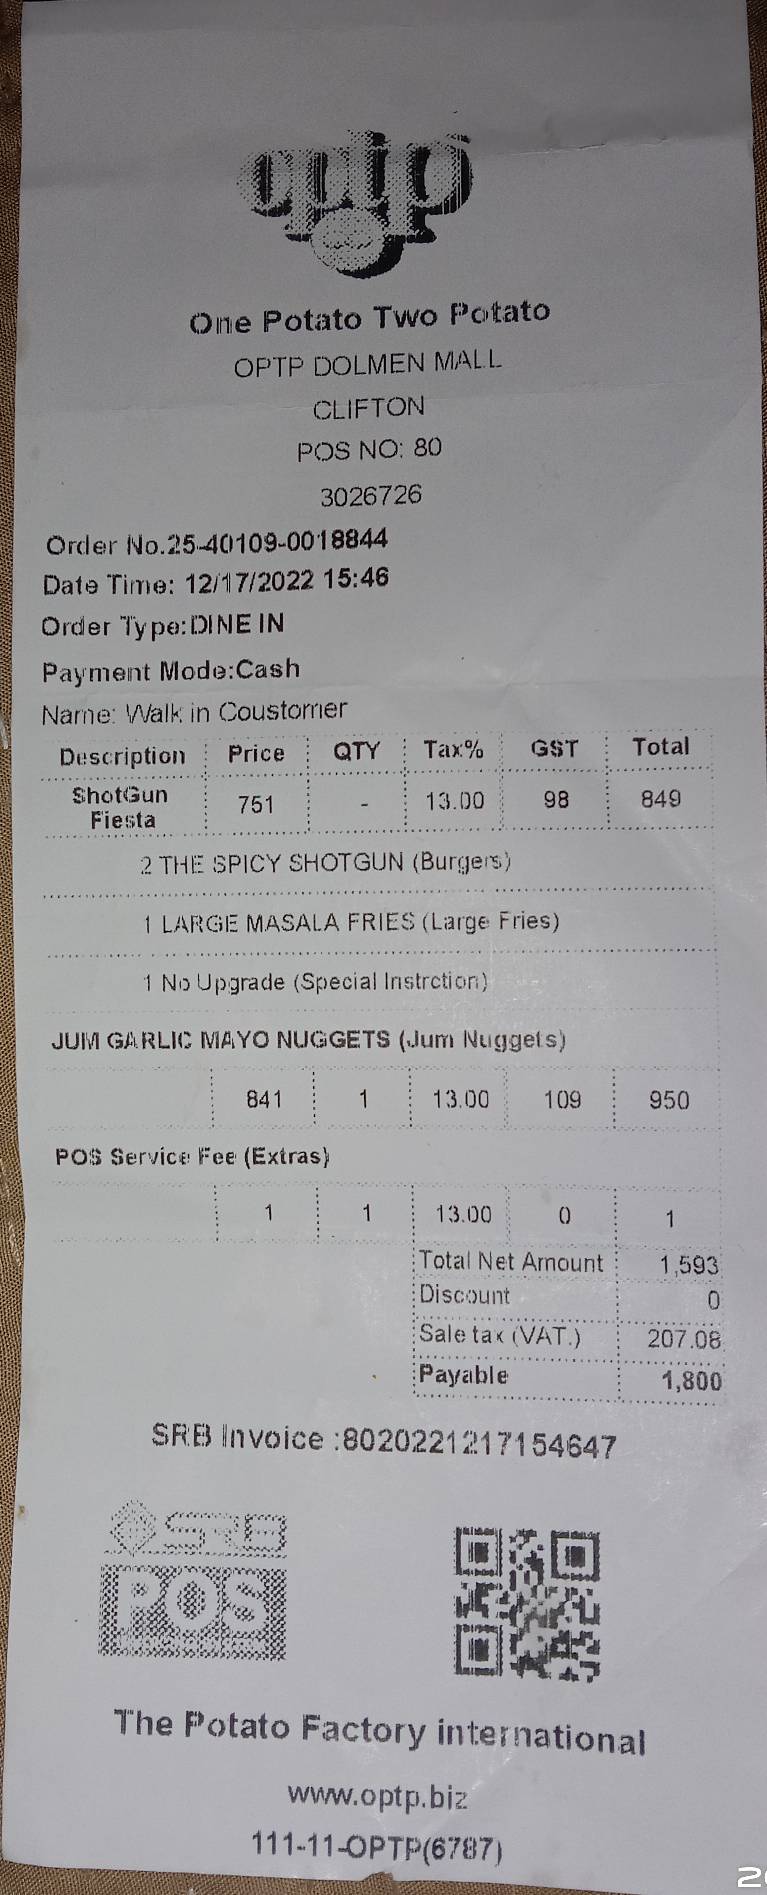 optp
One Potato Two Potato
OPTP DOLMEN MALL
CLIFTON
POS NO: 80
3026726
Order No.25-40109-0018844
Date Time: 12/17/2022 15:46
Order Type:DINE IN
Payment Mode:Cash
Name: Walk in Coustomer
Description Price QTY Tax% GST Total
ShotGun Fiesta 751 - 13.00 98 849
2 THE SPICY SHOTGUN (Burgers)
1 LARGE MASALA FRIES (Large Fries)
1 No Upgrade (Special Instrction)
JUM GARLIC MAYO NUGGETS (Jum Nuggets)
841 1 13.00 109 950
POS Service Fee (Extras)
1 1 13.00 0 1
Total Net Amount 1,593
Discount 0
Sale tax (VAT.) 207.08
Payable 1,800
SRB Invoice :8020221217154647
SRB
POS
The Potato Factory international
www.optp.biz
111-11-OPTP(6787)